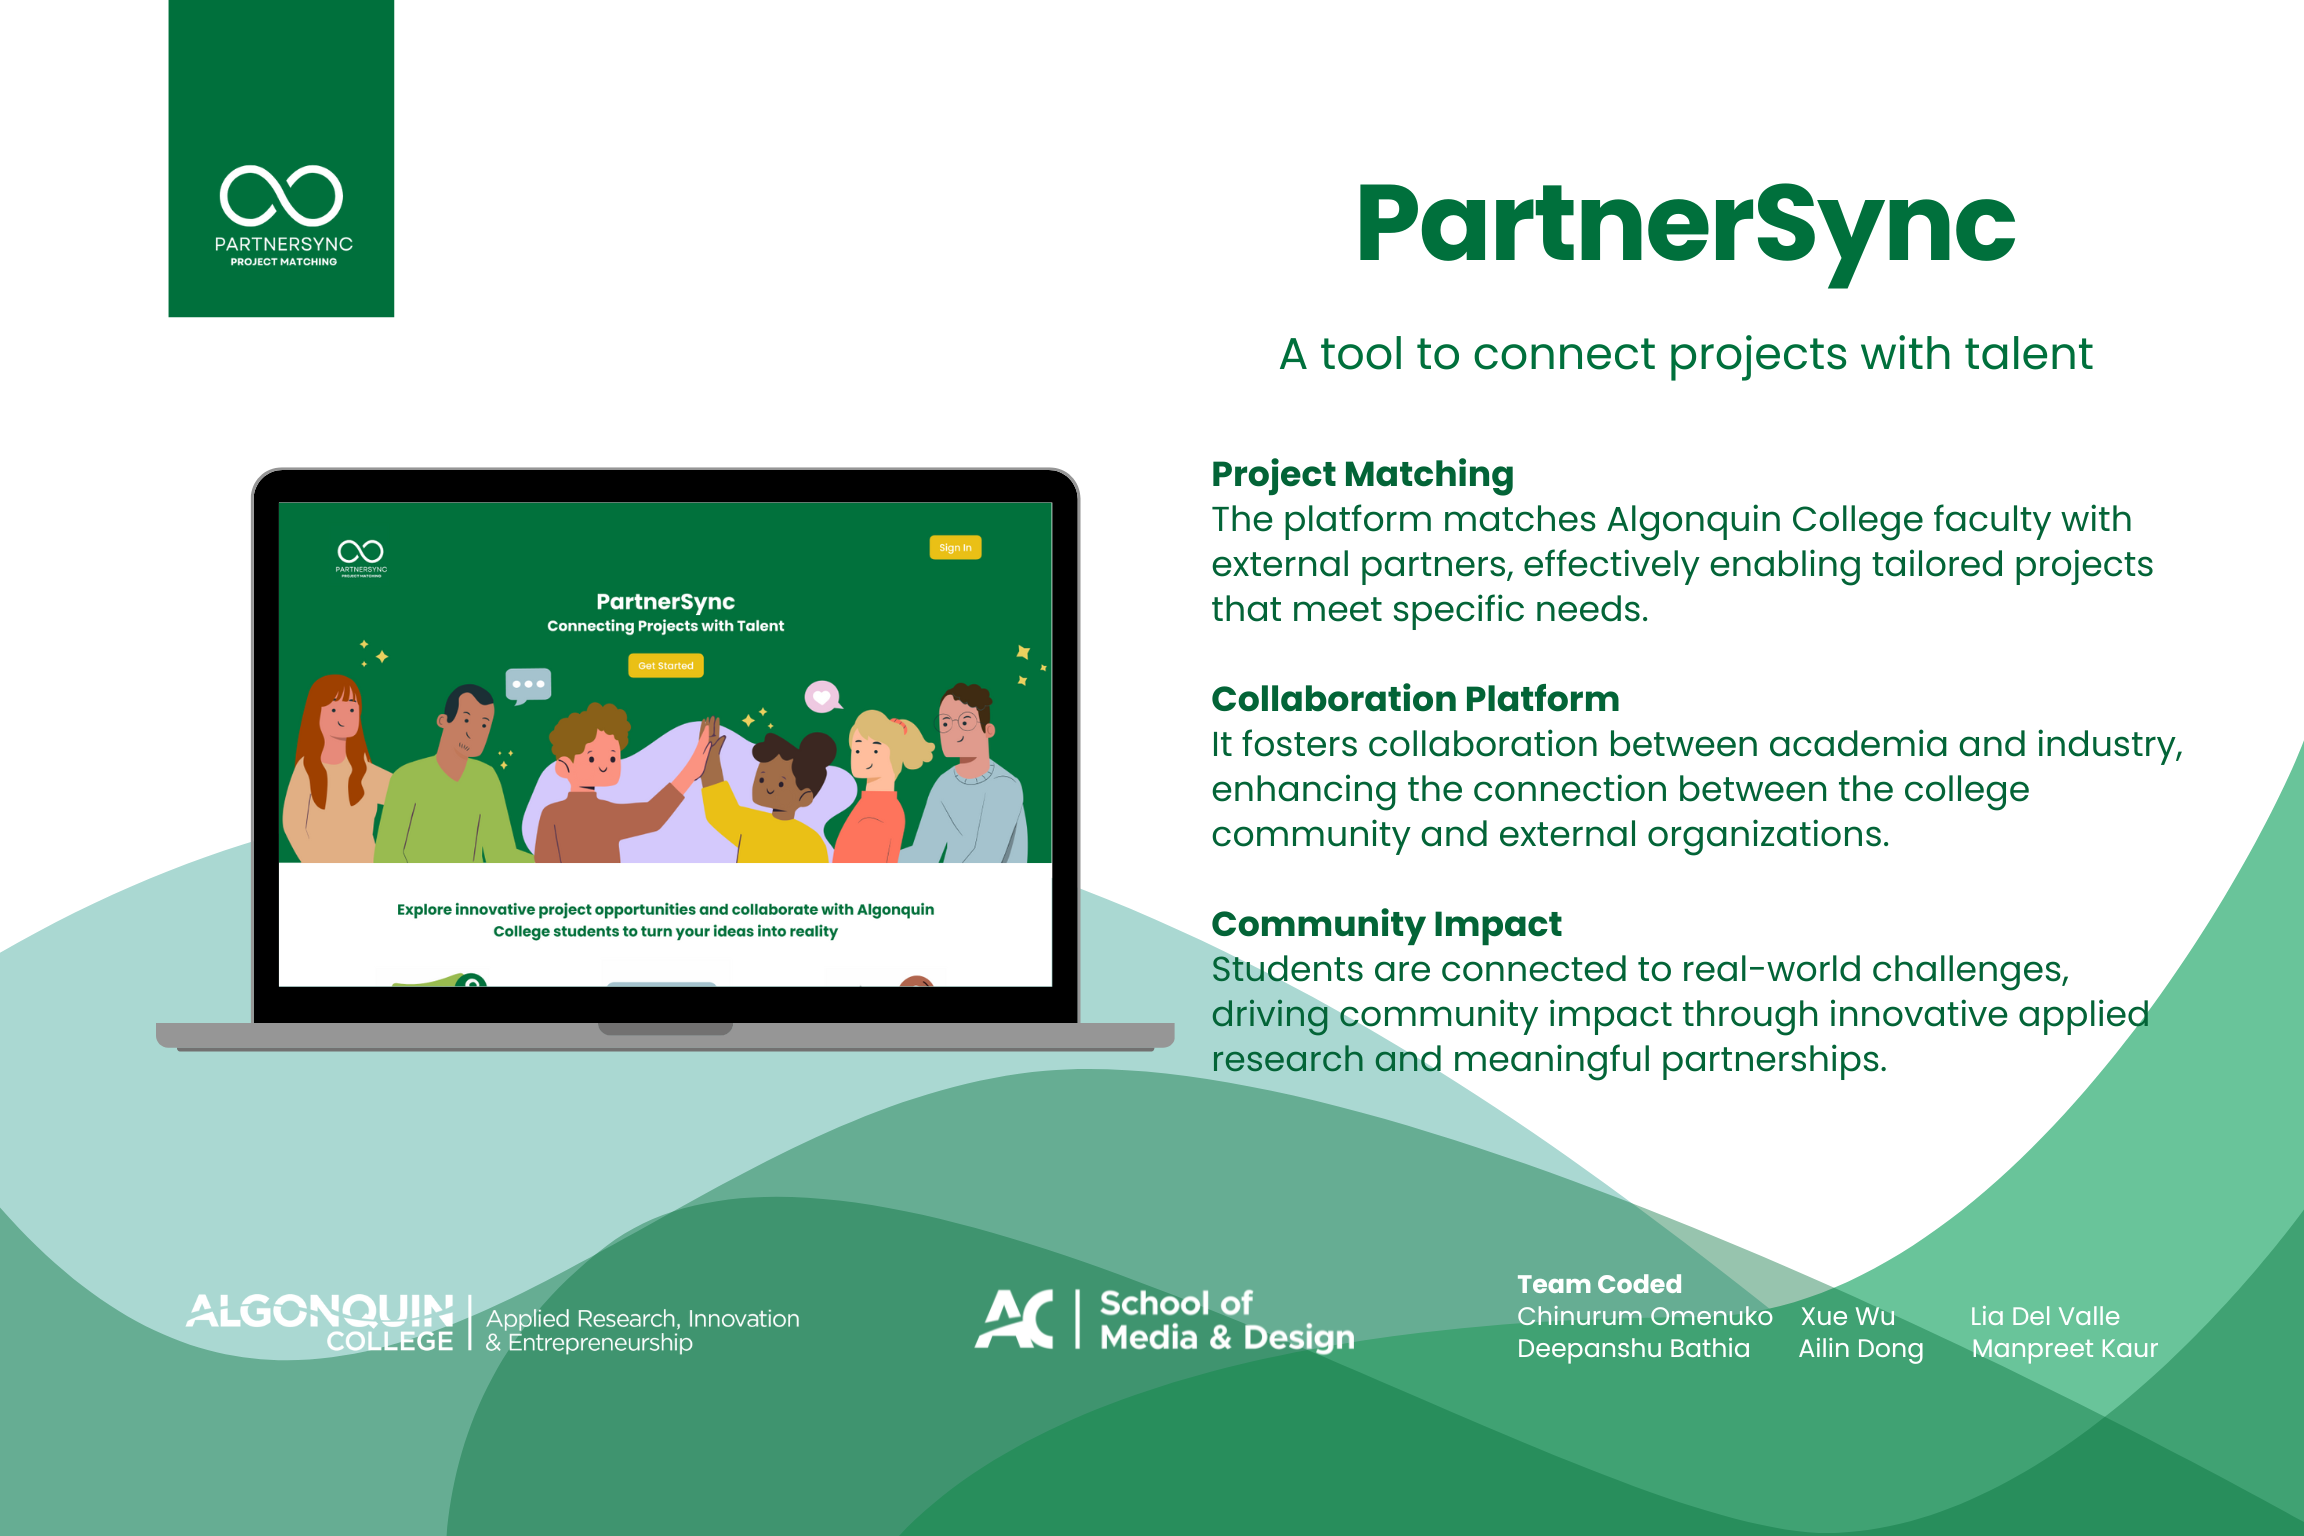 PARTNERSYNC
PROJECT MATCHING
PartnerSync
A tool to connect projects with talent
PARTNERSYNC
PROJECT MATCHING
Sign In
PartnerSync
Connecting Projects with Talent
Get Started
Explore innovative project opportunities and collaborate with Algonquin
College students to turn your ideas into reality
Project Matching
The platform matches Algonquin College faculty with
external partners, effectively enabling tailored projects
that meet specific needs.
Collaboration Platform
It fosters collaboration between academia and industry,
enhancing the connection between the college
community and external organizations.
Community Impact
Students are connected to real-world challenges,
driving community impact through innovative applied
research and meaningful partnerships.
ALGONQUIN
COLLEGE
Applied Research, Innovation
& Entrepreneurship
AC
School of
Media & Design
Team Coded
Chinurum Omenuko Xue Wu Lia Del Valle
Deepanshu Bathia Ailin Dong Manpreet Kaur